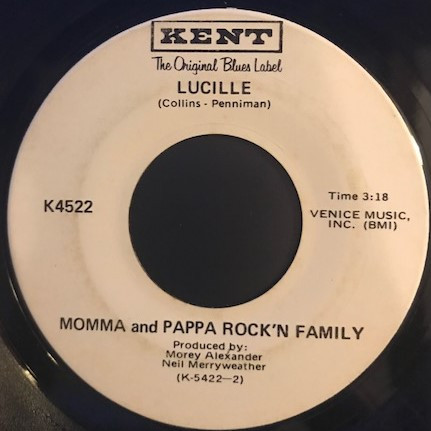 KENT
The Original Blues Label
LUCILLE
(Collins - Penniman)
K4522
Time 3:18
VENICE MUSIC,
INC. (BMI)
MOMMA and PAPPA ROCK'N FAMILY
Produced by:
Morey Alexander
Neil Merryweather
(K-5422—2)